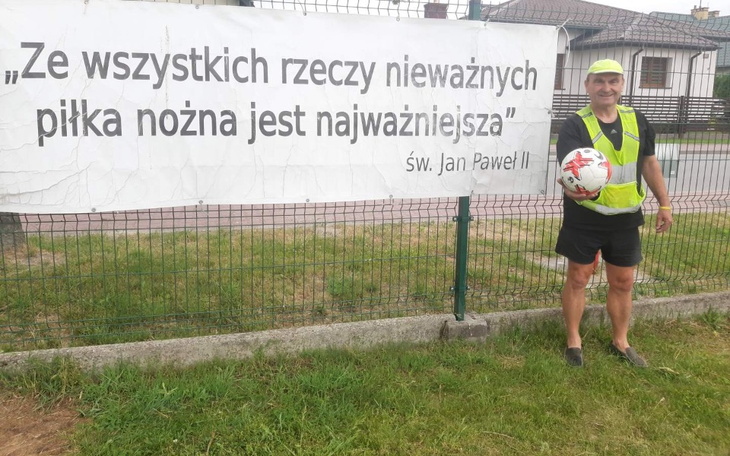 „Ze wszystkich rzeczy nieważnych
piłka nożna jest najważniejsza”
św. Jan Paweł II